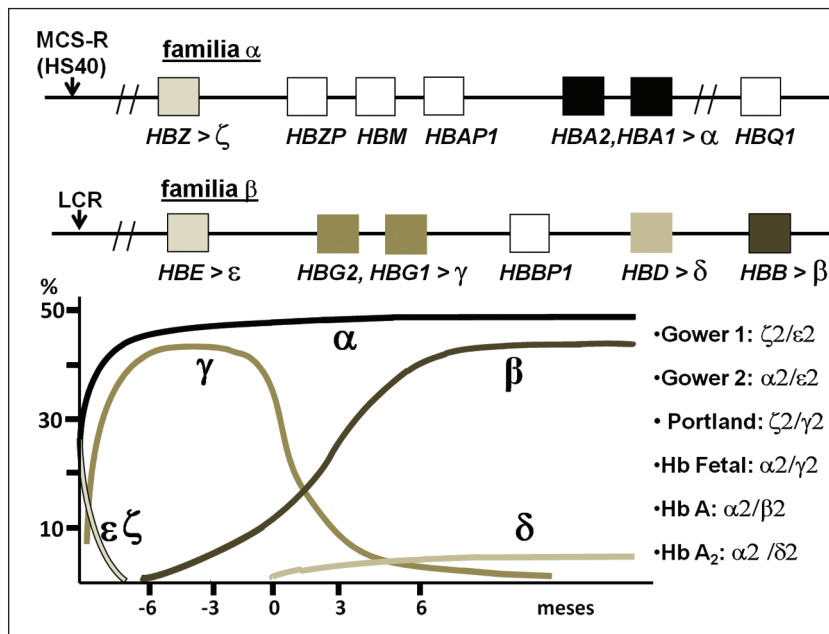 MCS-R
(HS40)
familia α
HBZ > ζ
HBZP
HBM
HBAP1
HBA2,HBA1 > α
HBQ1
LCR
familia β
HBE > ε
HBG2, HBG1 > γ
HBBP1
HBD > δ
HBB > β
%
50
30
10
α
γ
β
εζ
δ
-6
-3
0
3
6
meses
•Gower 1: ζ2/ε2
•Gower 2: α2/ε2
• Portland: ζ2/γ2
•Hb Fetal: α2/γ2
•Hb A: α2/β2
•Hb A₂: α2 /δ2